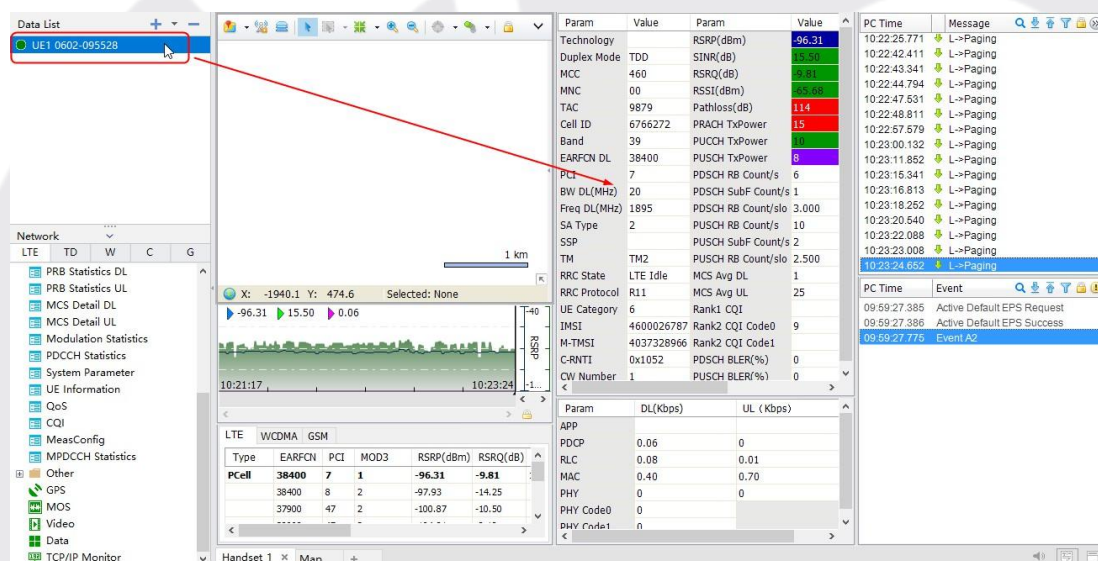 Data List
UE1 0602-095528
Network
LTE TD W C G
PRB Statistics DL
PRB Statistics UL
MCS Detail DL
MCS Detail UL
Modulation Statistics
PDCCH Statistics
System Parameter
UE Information
QoS
CQI
MeasConfig
MPDCCH Statistics
Other
GPS
MOS
Video
Data
TCP/IP Monitor
1 km
X: -1940.1 Y: 474.6 Selected: None
-96.31 15.50 0.06
-40
RSRP
10:21:17 10:23:24 -1...
LTE WCDMA GSM
Type EARFCN PCI MOD3 RSRP(dBm) RSRQ(dB)
PCell 38400 7 1 -96.31 -9.81
38400 8 2 -97.93 -14.25
37900 47 2 -100.87 -10.50
Handset 1 × Map +
Param Value Param Value
Technology RSRP(dBm) -96.31
Duplex Mode TDD SINR(dB) 15.50
MCC 460 RSRQ(dB) -9.81
MNC 00 RSSI(dBm) -65.68
TAC 9879 Pathloss(dB) 114
Cell ID 6766272 PRACH TxPower 15
Band 39 PUCCH TxPower 10
EARFCN DL 38400 PUSCH TxPower 8
PCI 7 PDSCH RB Count/s 6
BW DL(MHz) 20 PDSCH SubF Count/s 1
Freq DL(MHz) 1895 PDSCH RB Count/slo 3.000
SA Type 2 PUSCH RB Count/s 10
SSP PUSCH SubF Count/s 2
TM TM2 PUSCH RB Count/slo 2.500
RRC State LTE Idle MCS Avg DL 1
RRC Protocol R11 MCS Avg UL 25
UE Category 6 Rank1 CQI
IMSI 4600026787 Rank2 CQI Code0 9
M-TMSI 4037328966 Rank2 CQI Code1
C-RNTI 0x1052 PDSCH BLER(%) 0
CW Number 1 PUSCH BLER(%) 0
Param DL(Kbps) UL (Kbps)
APP
PDCP 0.06 0
RLC 0.08 0.01
MAC 0.40 0.70
PHY 0 0
PHY Code0 0
PHY Code1 0
PC Time Message
10:22:25.771 L->Paging
10:22:42.411 L->Paging
10:22:43.341 L->Paging
10:22:44.794 L->Paging
10:22:47.531 L->Paging
10:22:48.811 L->Paging
10:22:57.579 L->Paging
10:23:00.132 L->Paging
10:23:11.852 L->Paging
10:23:15.341 L->Paging
10:23:16.813 L->Paging
10:23:18.252 L->Paging
10:23:20.540 L->Paging
10:23:22.088 L->Paging
10:23:23.008 L->Paging
10:23:24.652 L->Paging
PC Time Event
09:59:27.385 Active Default EPS Request
09:59:27.386 Active Default EPS Success
09:59:27.775 Event A2